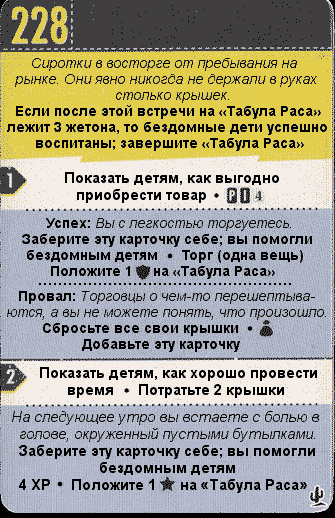 228
Сиротки в восторге от пребывания на
рынке. Они явно никогда не держали в руках
столько крышек.
Если после этой встречи на «Табула Раса»
лежит 3 жетона, то бездомные дети успешно
воспитаны; завершите «Табула Раса»
1
Показать детям, как выгодно
приобрести товар • P I 4
Успех: Вы с легкостью торгуетесь.
Заберите эту карточку себе; вы помогли
бездомным детям • Торг (одна вещь)
Положите 1 на «Табула Раса»
Провал: Торговцы о чем-то перешептыва-
ются, а вы не можете понять, что произошло.
Сбросьте все свои крышки •
Добавьте эту карточку
2
Показать детям, как хорошо провести
время • Потратьте 2 крышки
На следующее утро вы встаете с болью в
голове, окруженный пустыми бутылками.
Заберите эту карточку себе; вы помогли
бездомным детям
4 XP • Положите 1 на «Табула Раса»